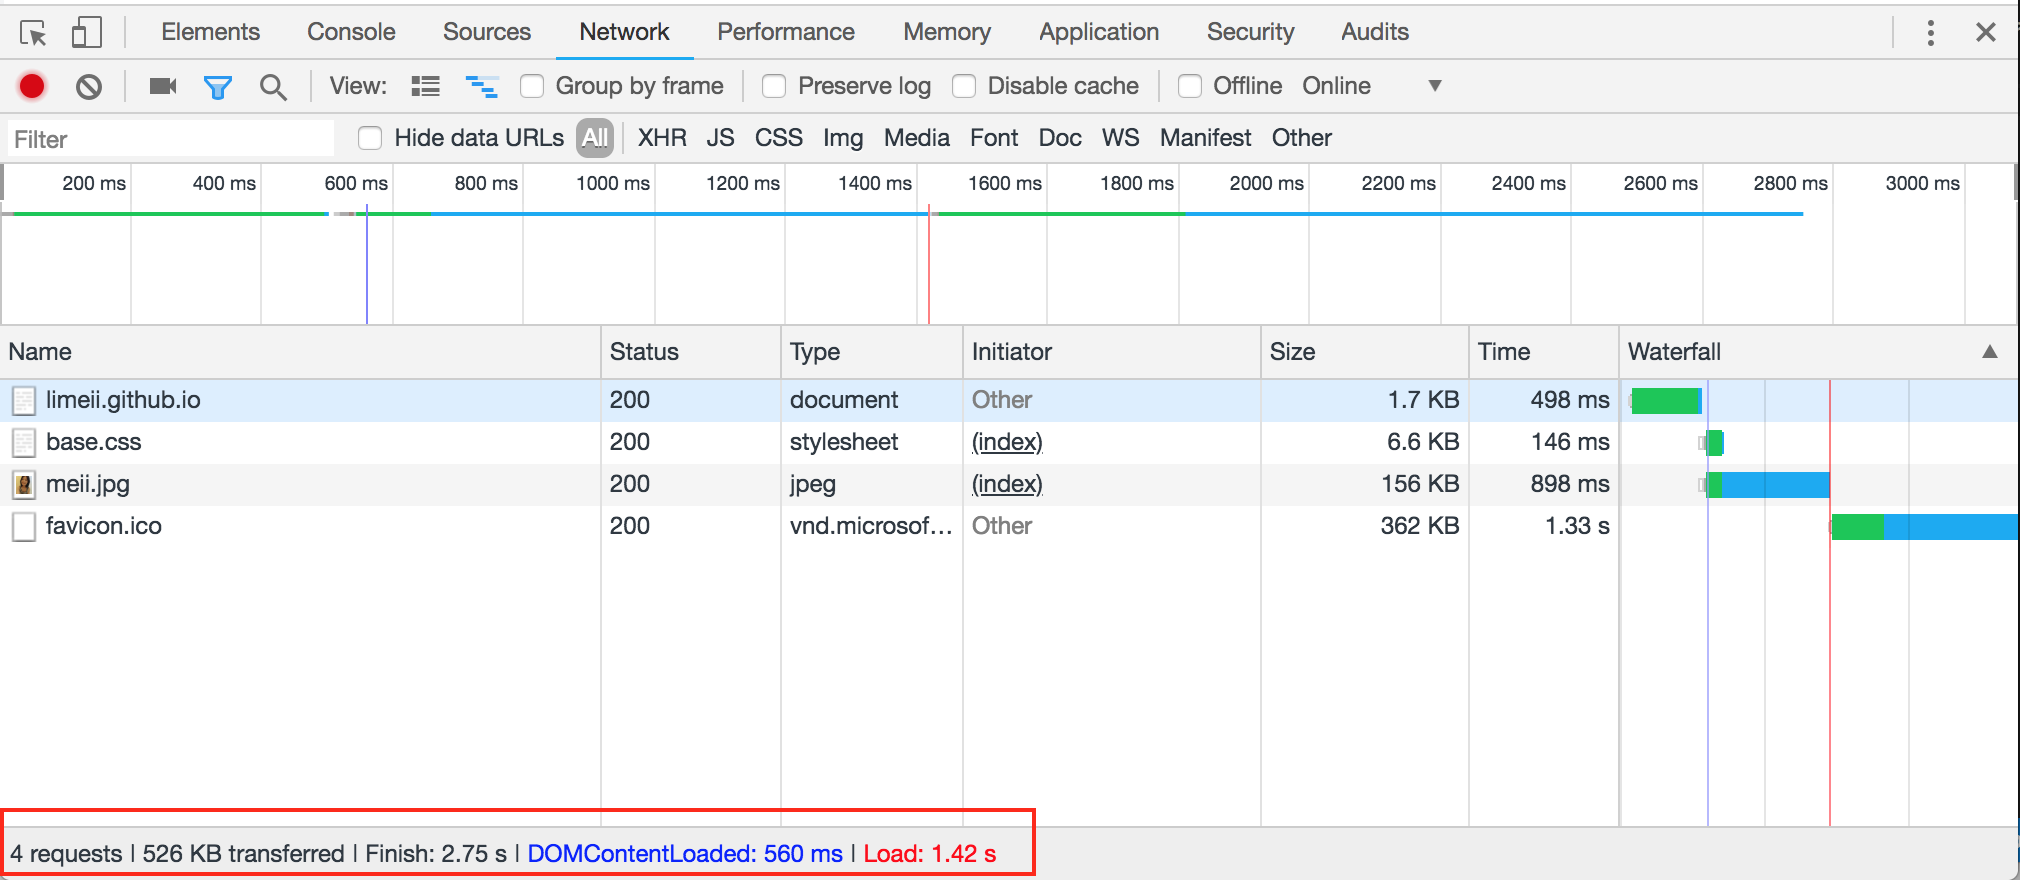 Elements Console Sources Network Performance Memory Application Security Audits
View: Group by frame Preserve log Disable cache Offline Online
Filter Hide data URLs All XHR JS CSS Img Media Font Doc WS Manifest Other
200 ms 400 ms 600 ms 800 ms 1000 ms 1200 ms 1400 ms 1600 ms 1800 ms 2000 ms 2200 ms 2400 ms 2600 ms 2800 ms 3000 ms
Name Status Type Initiator Size Time Waterfall
limeii.github.io 200 document Other 1.7 KB 498 ms
base.css 200 stylesheet (index) 6.6 KB 146 ms
meii.jpg 200 jpeg (index) 156 KB 898 ms
favicon.ico 200 vnd.microsof... Other 362 KB 1.33 s
4 requests | 526 KB transferred | Finish: 2.75 s | DOMContentLoaded: 560 ms | Load: 1.42 s